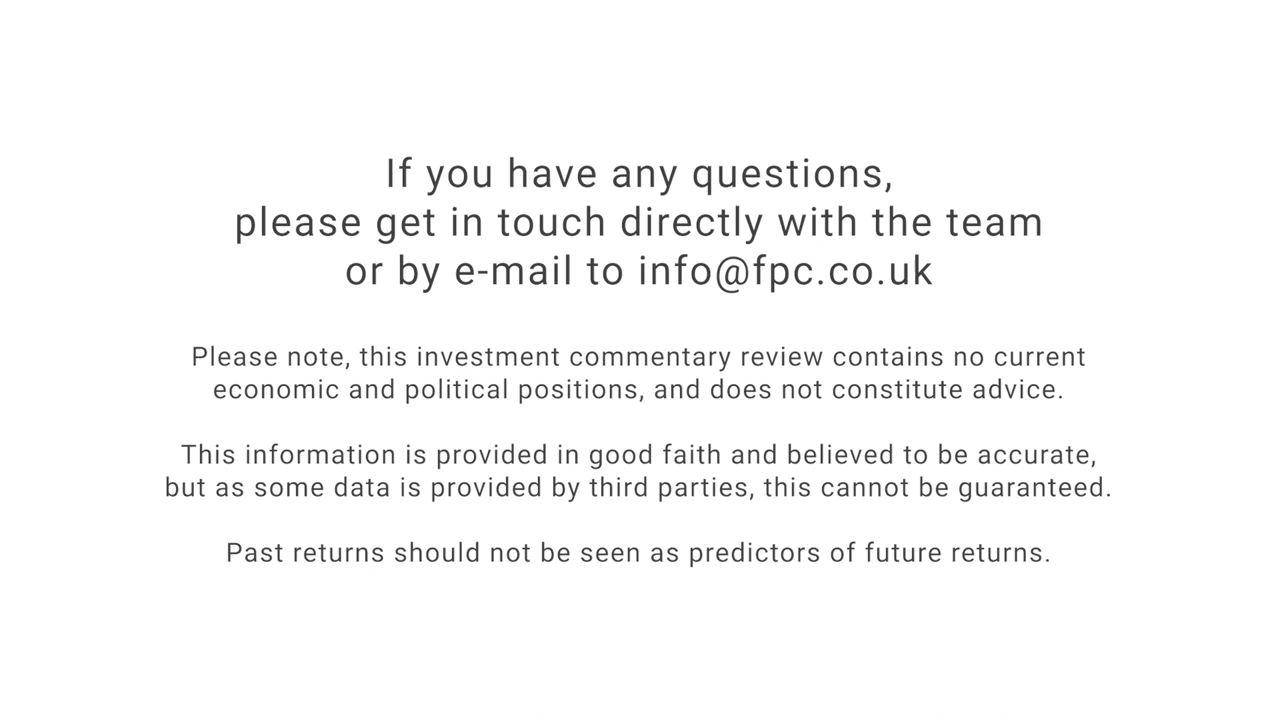 If you have any questions,
please get in touch directly with the team
or by e-mail to info@fpc.co.uk
Please note, this investment commentary review contains no current
economic and political positions, and does not constitute advice.
This information is provided in good faith and believed to be accurate,
but as some data is provided by third parties, this cannot be guaranteed.
Past returns should not be seen as predictors of future returns.